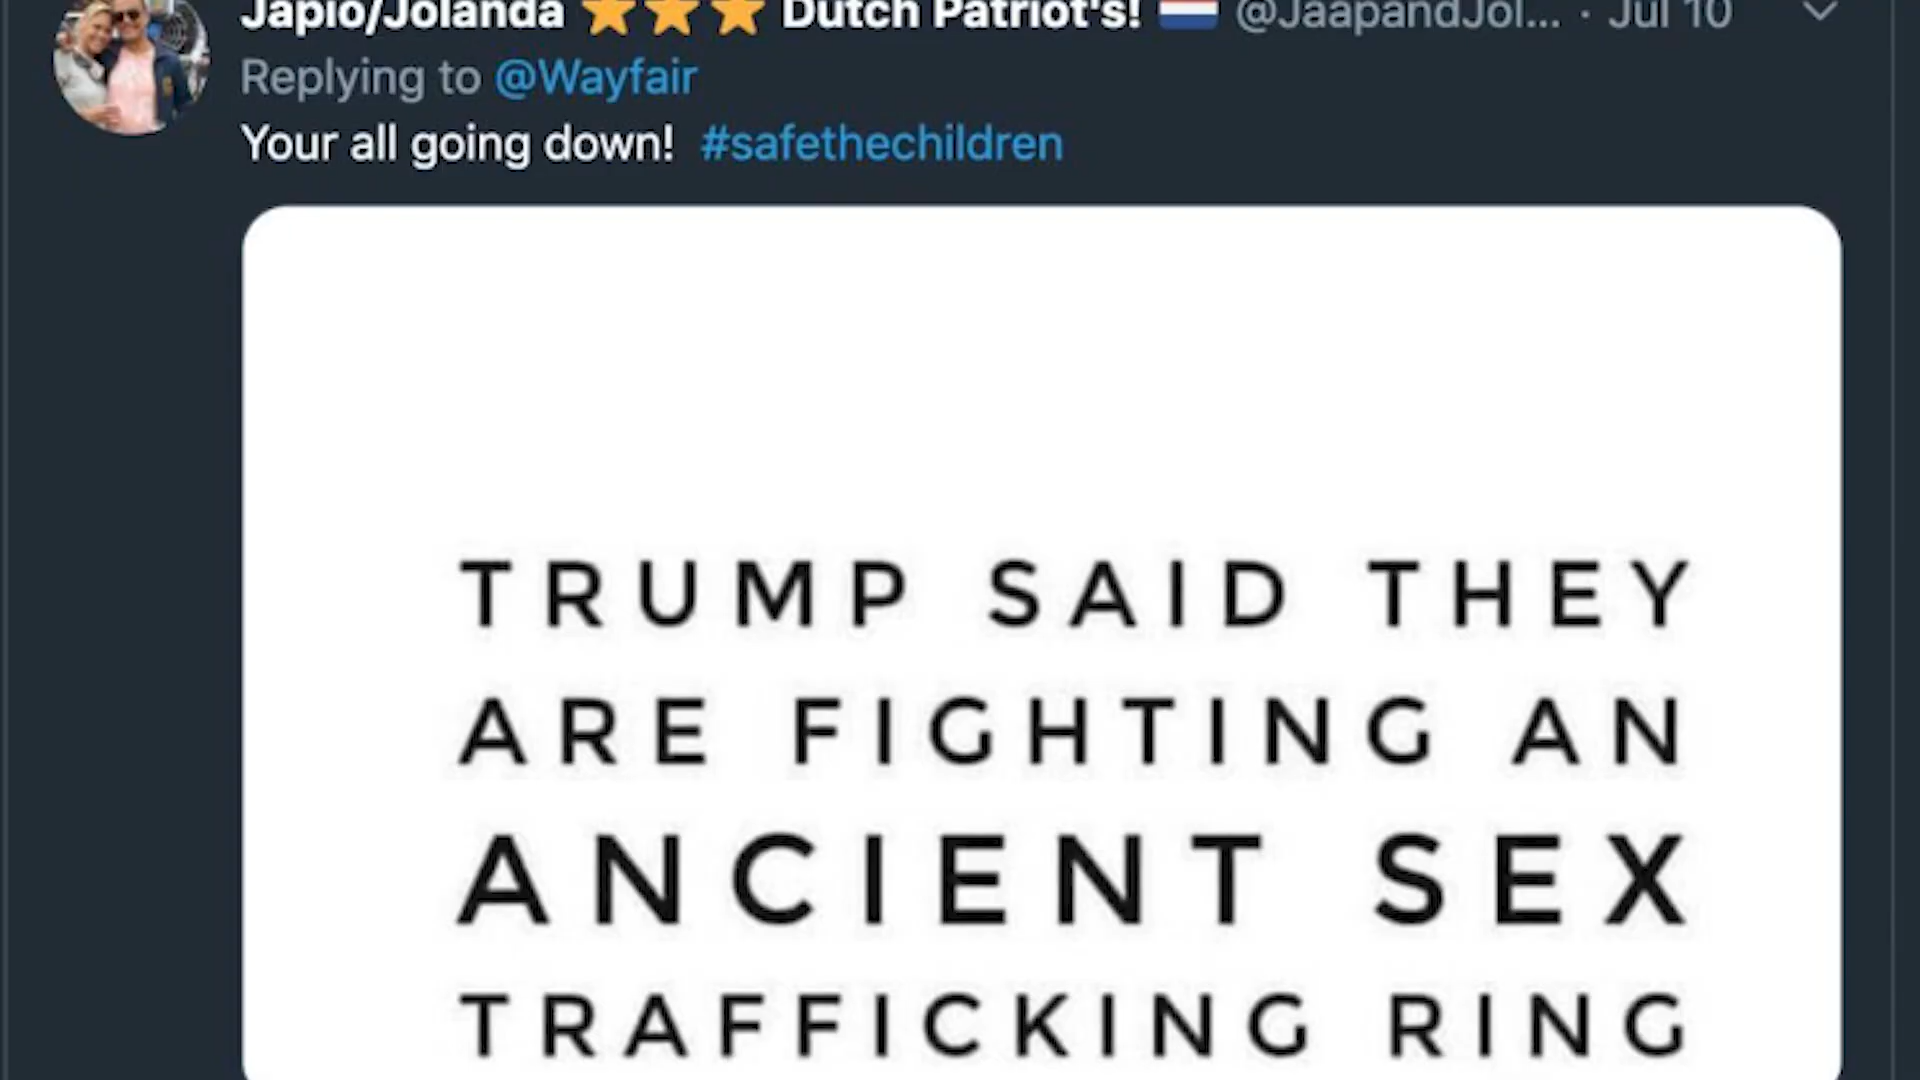 Japio/Jolanda ⭐⭐⭐ Dutch Patriot's! 🇳🇱 @JaapandJol... · Jul 10
Replying to @Wayfair
Your all going down! #safethechildren
TRUMP SAID THEY
ARE FIGHTING AN
ANCIENT SEX
TRAFFICKING RING